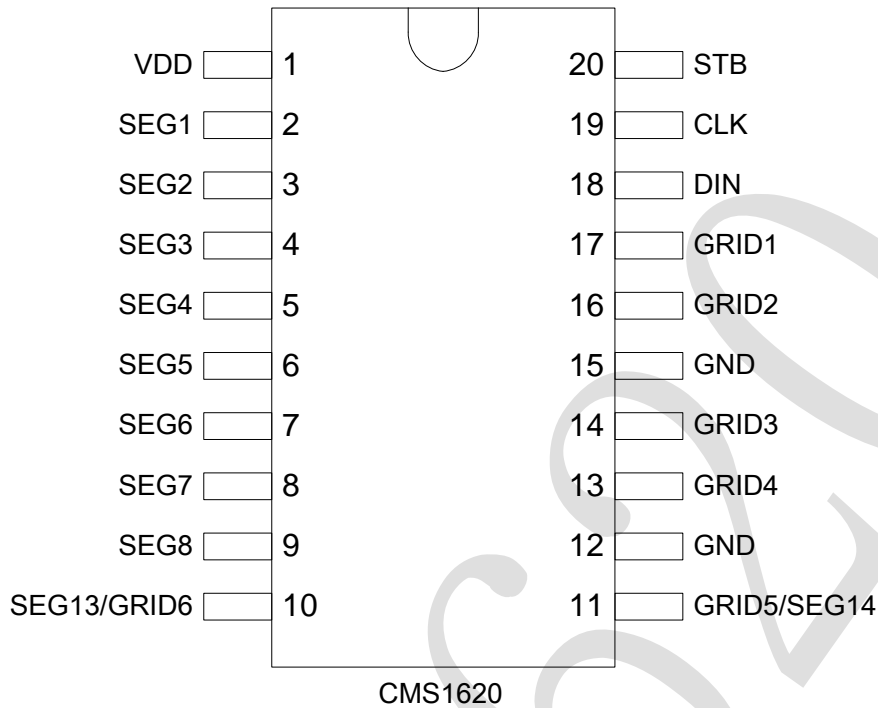 VDD 1 20 STB
SEG1 2 19 CLK
SEG2 3 18 DIN
SEG3 4 17 GRID1
SEG4 5 16 GRID2
SEG5 6 15 GND
SEG6 7 14 GRID3
SEG7 8 13 GRID4
SEG8 9 12 GND
SEG13/GRID6 10 11 GRID5/SEG14
CMS1620